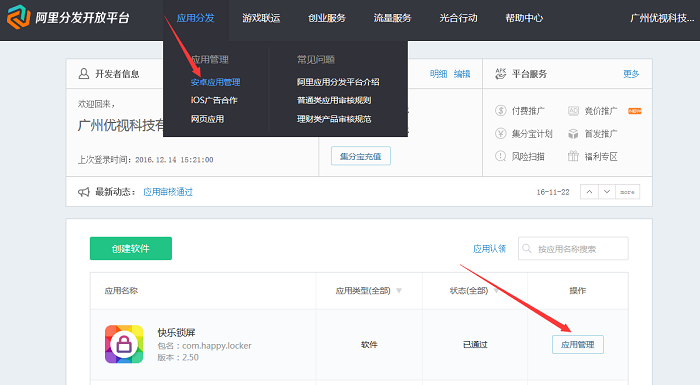 阿里分发开放平台 应用分发 游戏联运 创业服务 流量服务 光合行动 帮助中心 广州优视科技...
应用管理 常见问题
安卓应用管理 阿里应用分发平台介绍
iOS广告合作 普通类应用审核规则
网页应用 理财类产品审核规范
开发者信息 明细 编辑 平台服务 更多
欢迎回来，
广州优视科技有
上次登录时间：2016.12.14 15:21:00
集分宝充值
付费推广 竞价推广
集分宝计划 首发推广
风险扫描 福利专区
最新动态： 应用审核通过 16-11-22 more
创建软件 应用认领 按应用名称搜索
应用名称 应用类型(全部) 状态(全部) 操作
快乐锁屏
包名：com.happy.locker 软件 已通过 应用管理
版本：2.50